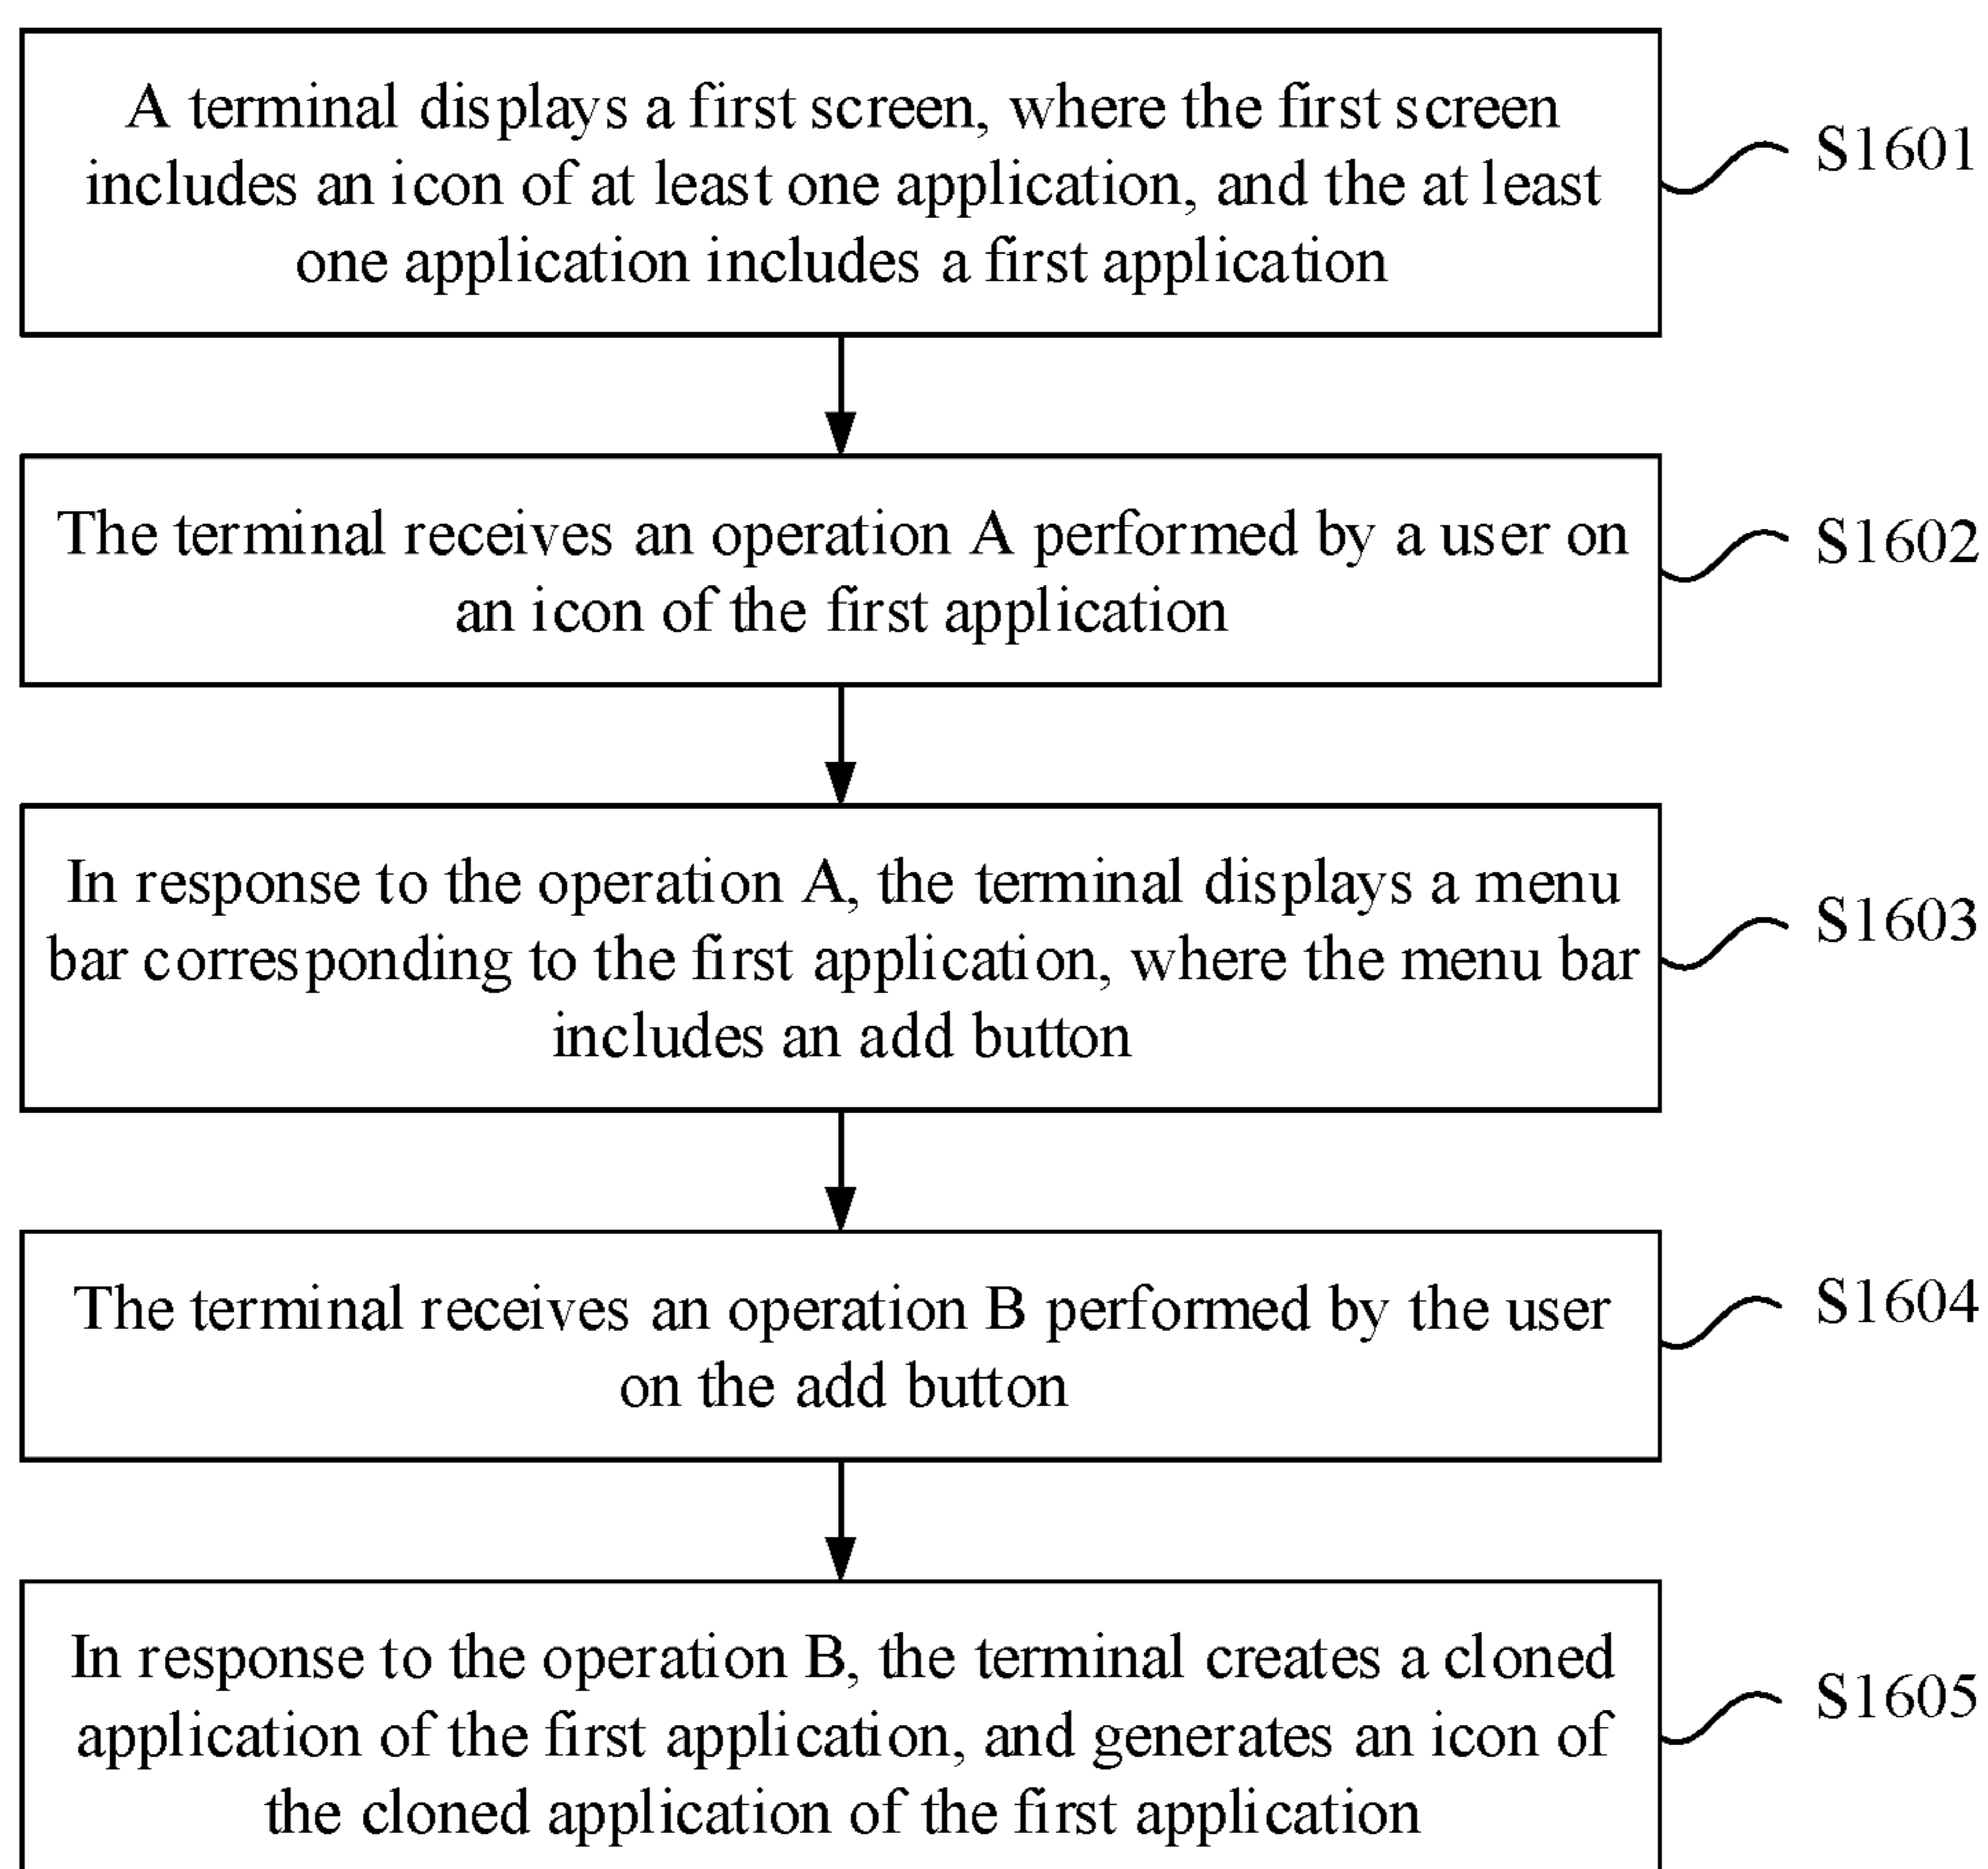 A terminal displays a first screen, where the first screen
includes an icon of at least one application, and the at least
one application includes a first application
S1601
The terminal receives an operation A performed by a user on
an icon of the first application
S1602
In response to the operation A, the terminal displays a menu
bar corresponding to the first application, where the menu bar
includes an add button
S1603
The terminal receives an operation B performed by the user
on the add button
S1604
In response to the operation B, the terminal creates a cloned
application of the first application, and generates an icon of
the cloned application of the first application
S1605